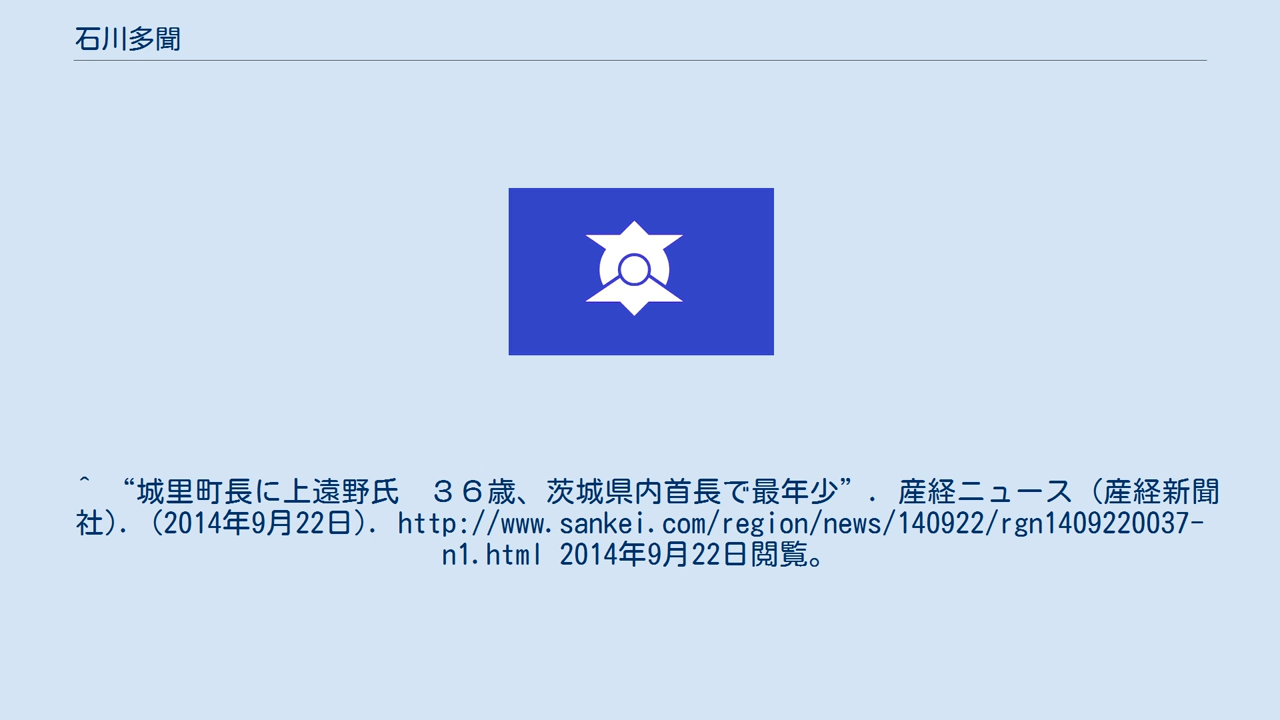 石川多聞
^ “城里町長に上遠野氏　３６歳、茨城県内首長で最年少”. 産経ニュース (産経新聞
社). (2014年9月22日). http://www.sankei.com/region/news/140922/rgn1409220037-
n1.html 2014年9月22日閲覧。